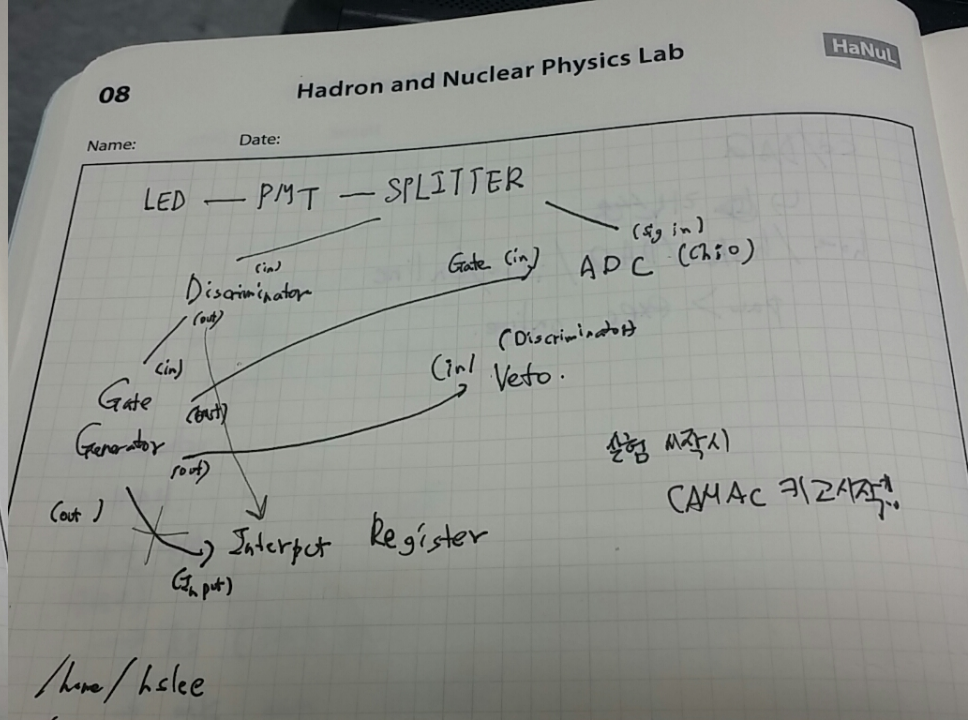 08
Hadron and Nuclear Physics Lab
HaNuL
Name:
Date:
LED — PMT — SPLITTER
(in)
Discriminator
(out)
Gate (in)
(sig in)
ADC (Ch:0)
(in)
Gate
Generator
(out)
(out)
(out)
(in)
(Discriminator)
Veto.
실험 시작시
CAMAC 키고시작
Register
(Input)
/home/hslee